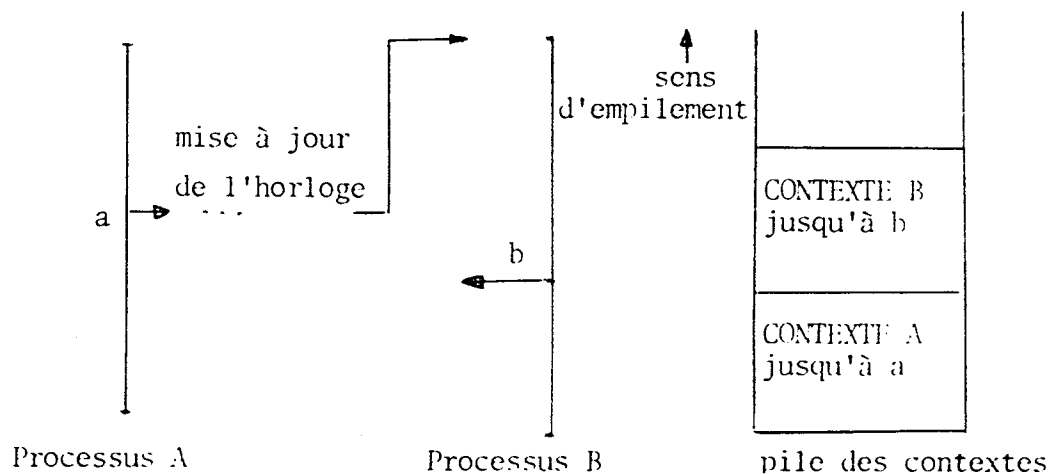 sens
d'empilement
mise à jour
de l'horloge
a
b
CONTEXTE B
jusqu'à b
CONTEXTE A
jusqu'à a
Processus A
Processus B
pile des contextes